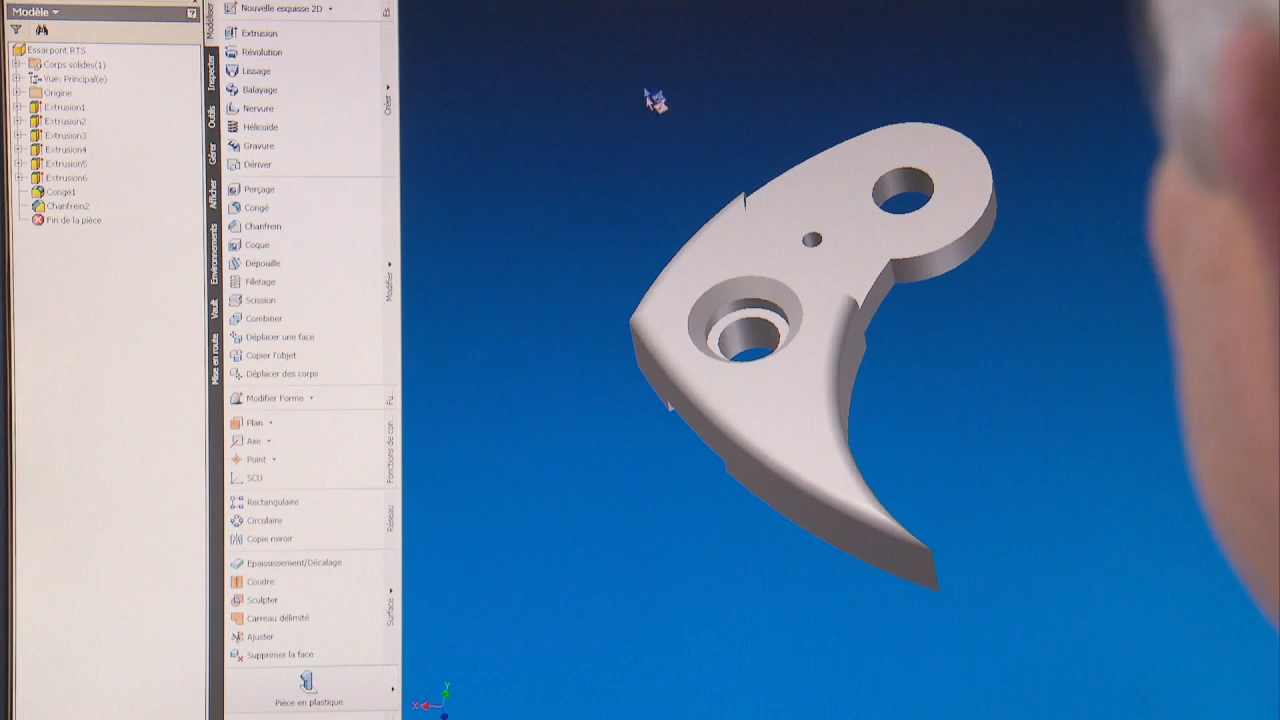 Modèle
Essai pont RTS
Corps solides(1)
Vue: Principal(e)
Origine
Extrusion1
Extrusion2
Extrusion3
Extrusion4
Extrusion5
Extrusion6
Congé1
Chanfrein2
Fin de la pièce
Modéliser
Inspecter
Outils
Gérer
Afficher
Environnements
Vault
Mise en route
Nouvelle esquisse 2D
Es...
Extrusion
Révolution
Lissage
Balayage
Nervure
Hélicoïde
Gravure
Dériver
Créer
Perçage
Congé
Chanfrein
Coque
Dépouille
Filetage
Scission
Combiner
Déplacer une face
Copier l'objet
Déplacer des corps
Modifier
Modifier Forme
Fu...
Plan
Axe
Point
SCU
Fonctions de con...
Rectangulaire
Circulaire
Copie miroir
Réseau
Epaississement/Décalage
Coudre
Sculpter
Carreau délimité
Ajuster
Supprimer la face
Surface
Pièce en plastique
Y
X